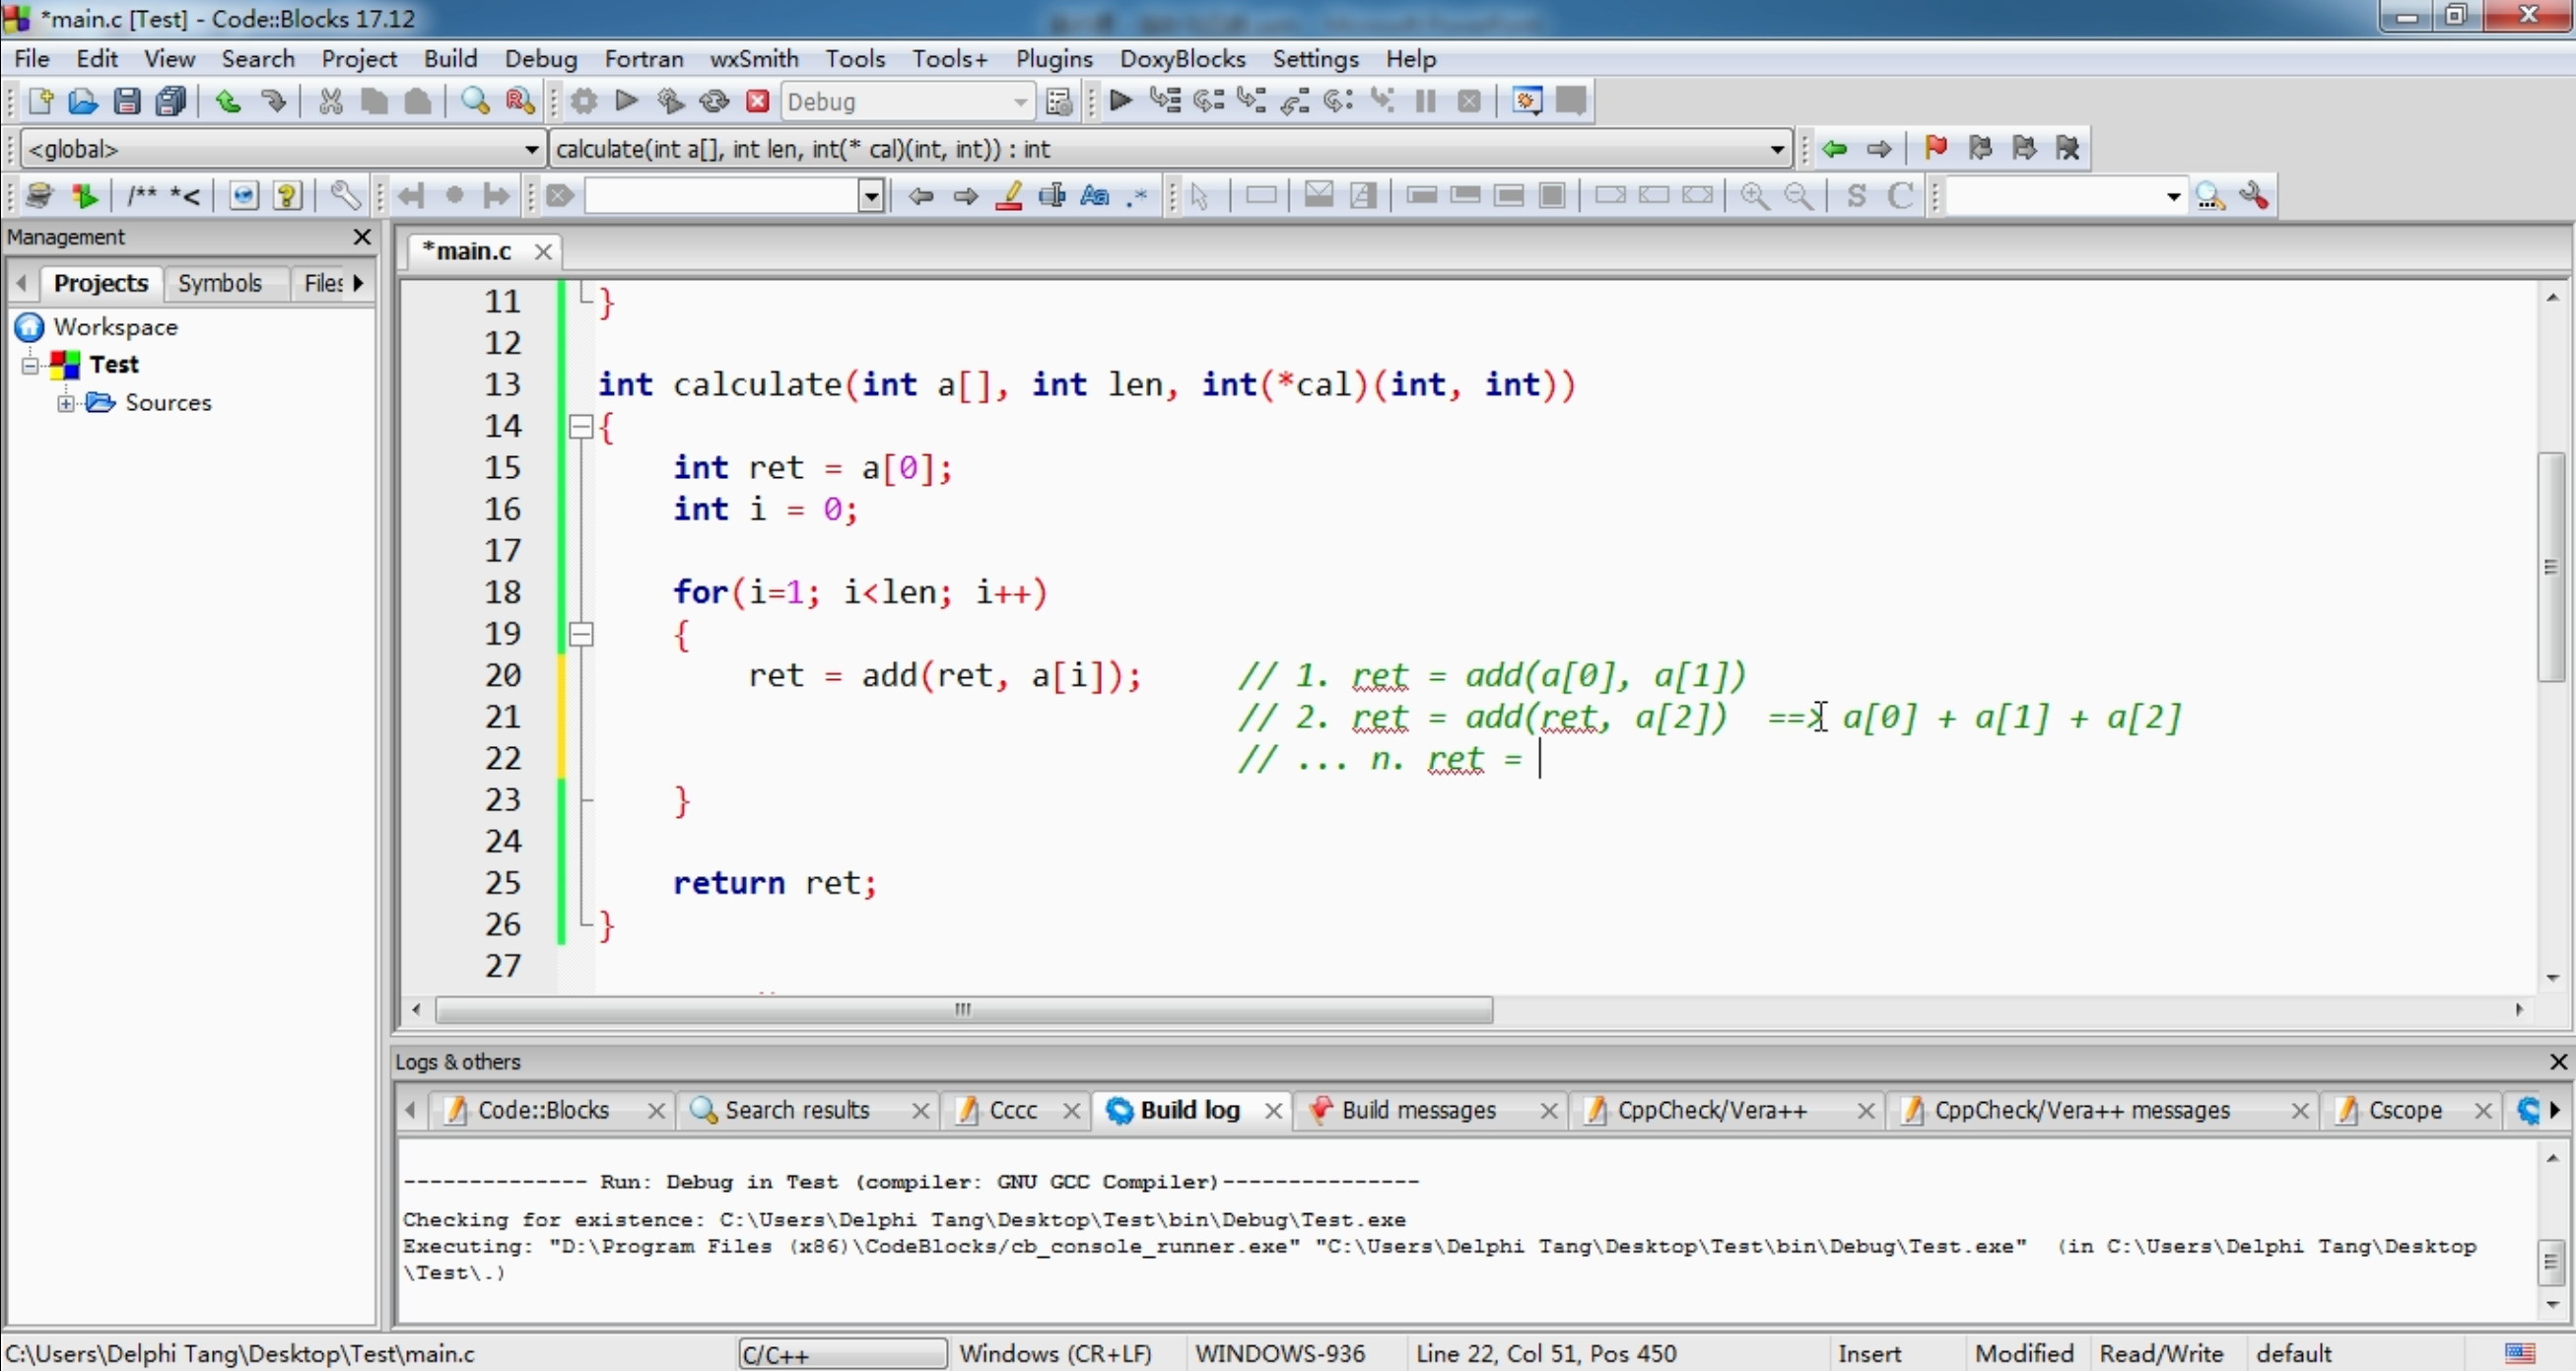 *main.c [Test] - Code::Blocks 17.12
File Edit View Search Project Build Debug Fortran wxSmith Tools Tools+ Plugins DoxyBlocks Settings Help
Debug
<global> calculate(int a[], int len, int(* cal)(int, int)) : int
/** *< Aa .* S C
Management
*main.c
Projects Symbols Files
Workspace
Test
Sources
11 }
12
13 int calculate(int a[], int len, int(*cal)(int, int))
14 {
15 int ret = a[0];
16 int i = 0;
17
18 for(i=1; i<len; i++)
19 {
20 ret = add(ret, a[i]); // 1. ret = add(a[0], a[1])
21 // 2. ret = add(ret, a[2]) ==> a[0] + a[1] + a[2]
22 // ... n. ret =
23 }
24
25 return ret;
26 }
27
Logs & others
Code::Blocks Search results Cccc Build log Build messages CppCheck/Vera++ CppCheck/Vera++ messages Cscope
-------------- Run: Debug in Test (compiler: GNU GCC Compiler)---------------
Checking for existence: C:\Users\Delphi Tang\Desktop\Test\bin\Debug\Test.exe
Executing: "D:\Program Files (x86)\CodeBlocks/cb_console_runner.exe" "C:\Users\Delphi Tang\Desktop\Test\bin\Debug\Test.exe" (in C:\Users\Delphi Tang\Desktop
\Test\.)
C:\Users\Delphi Tang\Desktop\Test\main.c C/C++ Windows (CR+LF) WINDOWS-936 Line 22, Col 51, Pos 450 Insert Modified Read/Write default